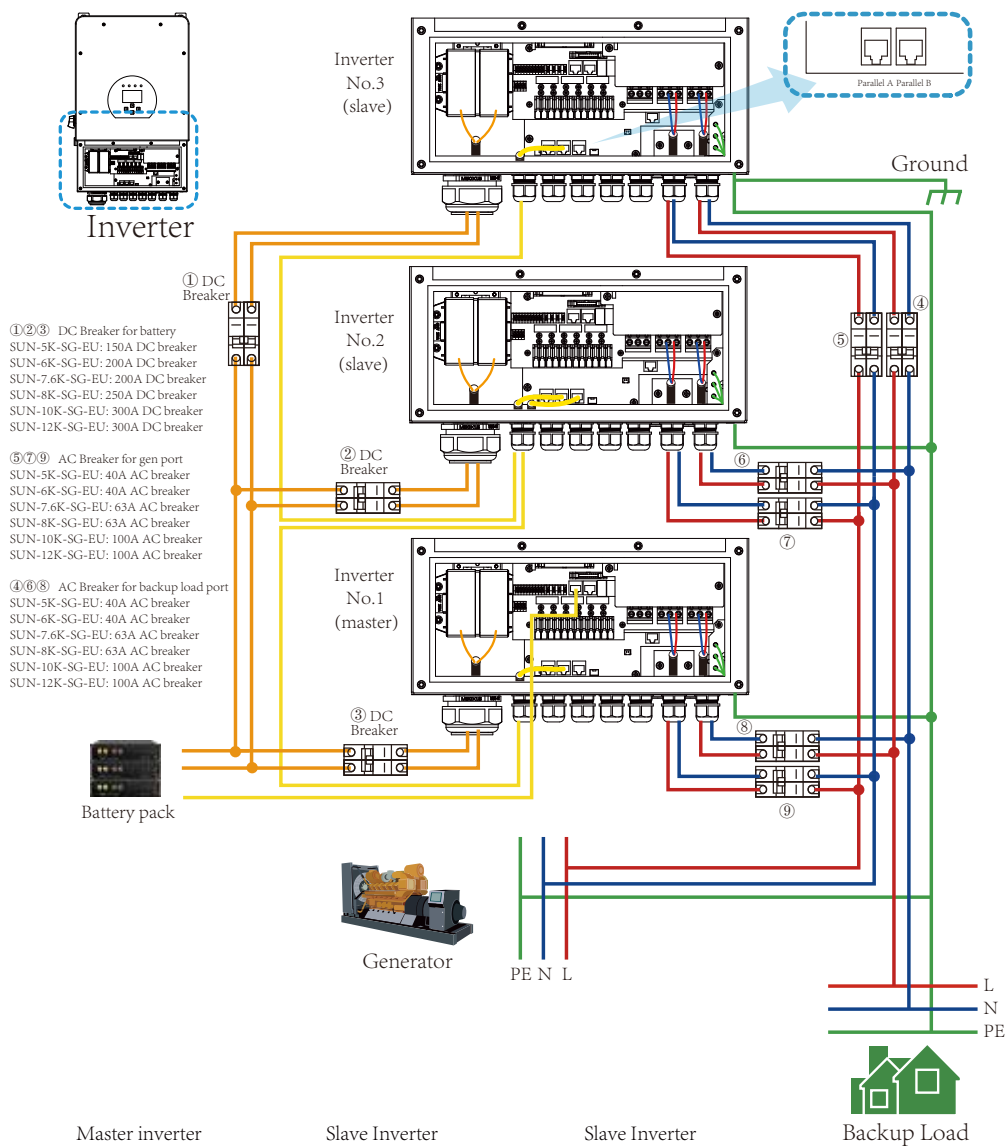 Inverter
No.3
(slave)
Parallel A Parallel B
Ground
Inverter
① DC
Breaker
④
⑤
Inverter
No.2
(slave)
①②③ DC Breaker for battery
SUN-5K-SG-EU: 150A DC breaker
SUN-6K-SG-EU: 200A DC breaker
SUN-7.6K-SG-EU: 200A DC breaker
SUN-8K-SG-EU: 250A DC breaker
SUN-10K-SG-EU: 300A DC breaker
SUN-12K-SG-EU: 300A DC breaker
② DC
Breaker
⑥
⑦
⑤⑦⑨ AC Breaker for gen port
SUN-5K-SG-EU: 40A AC breaker
SUN-6K-SG-EU: 40A AC breaker
SUN-7.6K-SG-EU: 63A AC breaker
SUN-8K-SG-EU: 63A AC breaker
SUN-10K-SG-EU: 100A AC breaker
SUN-12K-SG-EU: 100A AC breaker
Inverter
No.1
(master)
④⑥⑧ AC Breaker for backup load port
SUN-5K-SG-EU: 40A AC breaker
SUN-6K-SG-EU: 40A AC breaker
SUN-7.6K-SG-EU: 63A AC breaker
SUN-8K-SG-EU: 63A AC breaker
SUN-10K-SG-EU: 100A AC breaker
SUN-12K-SG-EU: 100A AC breaker
③ DC
Breaker
⑧
⑨
Battery pack
Generator
PE N L
L
N
PE
Backup Load
Master inverter
Slave Inverter
Slave Inverter